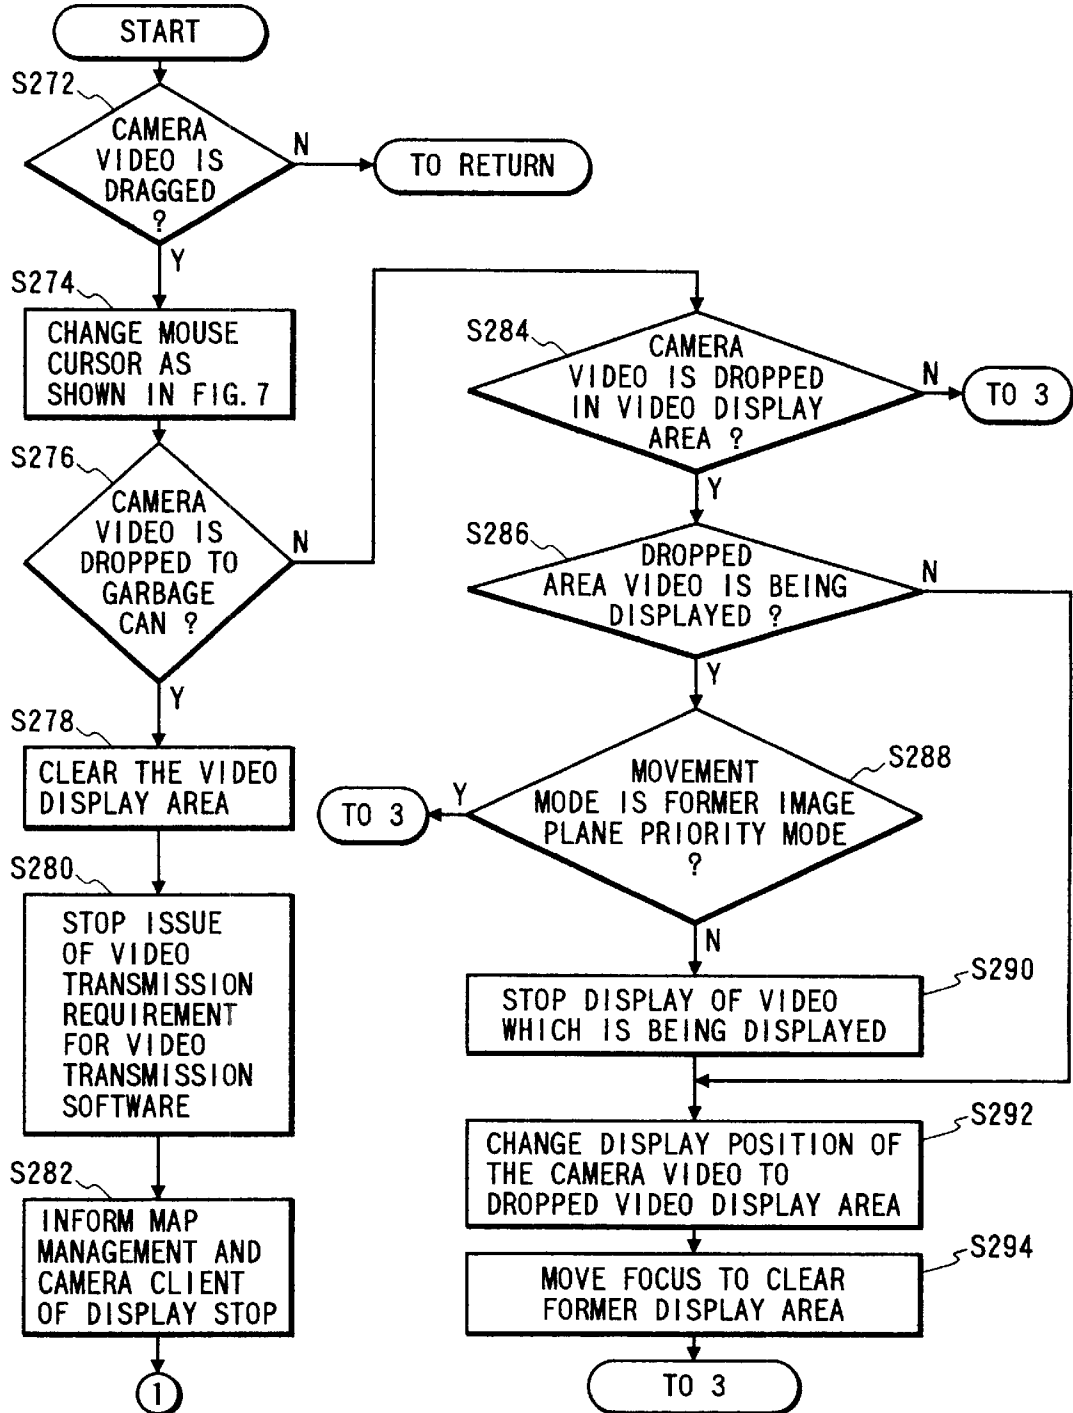 START
S272
CAMERA
VIDEO IS
DRAGGED
?
N
TO RETURN
Y
S274
CHANGE MOUSE
CURSOR AS
SHOWN IN FIG. 7
S276
CAMERA
VIDEO IS
DROPPED TO
GARBAGE
CAN ?
N
Y
S278
CLEAR THE VIDEO
DISPLAY AREA
S280
STOP ISSUE
OF VIDEO
TRANSMISSION
REQUIREMENT
FOR VIDEO
TRANSMISSION
SOFTWARE
S282
INFORM MAP
MANAGEMENT AND
CAMERA CLIENT
OF DISPLAY STOP
1
S284
CAMERA
VIDEO IS DROPPED
IN VIDEO DISPLAY
AREA ?
N
TO 3
Y
S286
DROPPED
AREA VIDEO IS BEING
DISPLAYED ?
N
Y
S288
MOVEMENT
MODE IS FORMER IMAGE
PLANE PRIORITY MODE
?
Y
TO 3
N
S290
STOP DISPLAY OF VIDEO
WHICH IS BEING DISPLAYED
S292
CHANGE DISPLAY POSITION OF
THE CAMERA VIDEO TO
DROPPED VIDEO DISPLAY AREA
S294
MOVE FOCUS TO CLEAR
FORMER DISPLAY AREA
TO 3